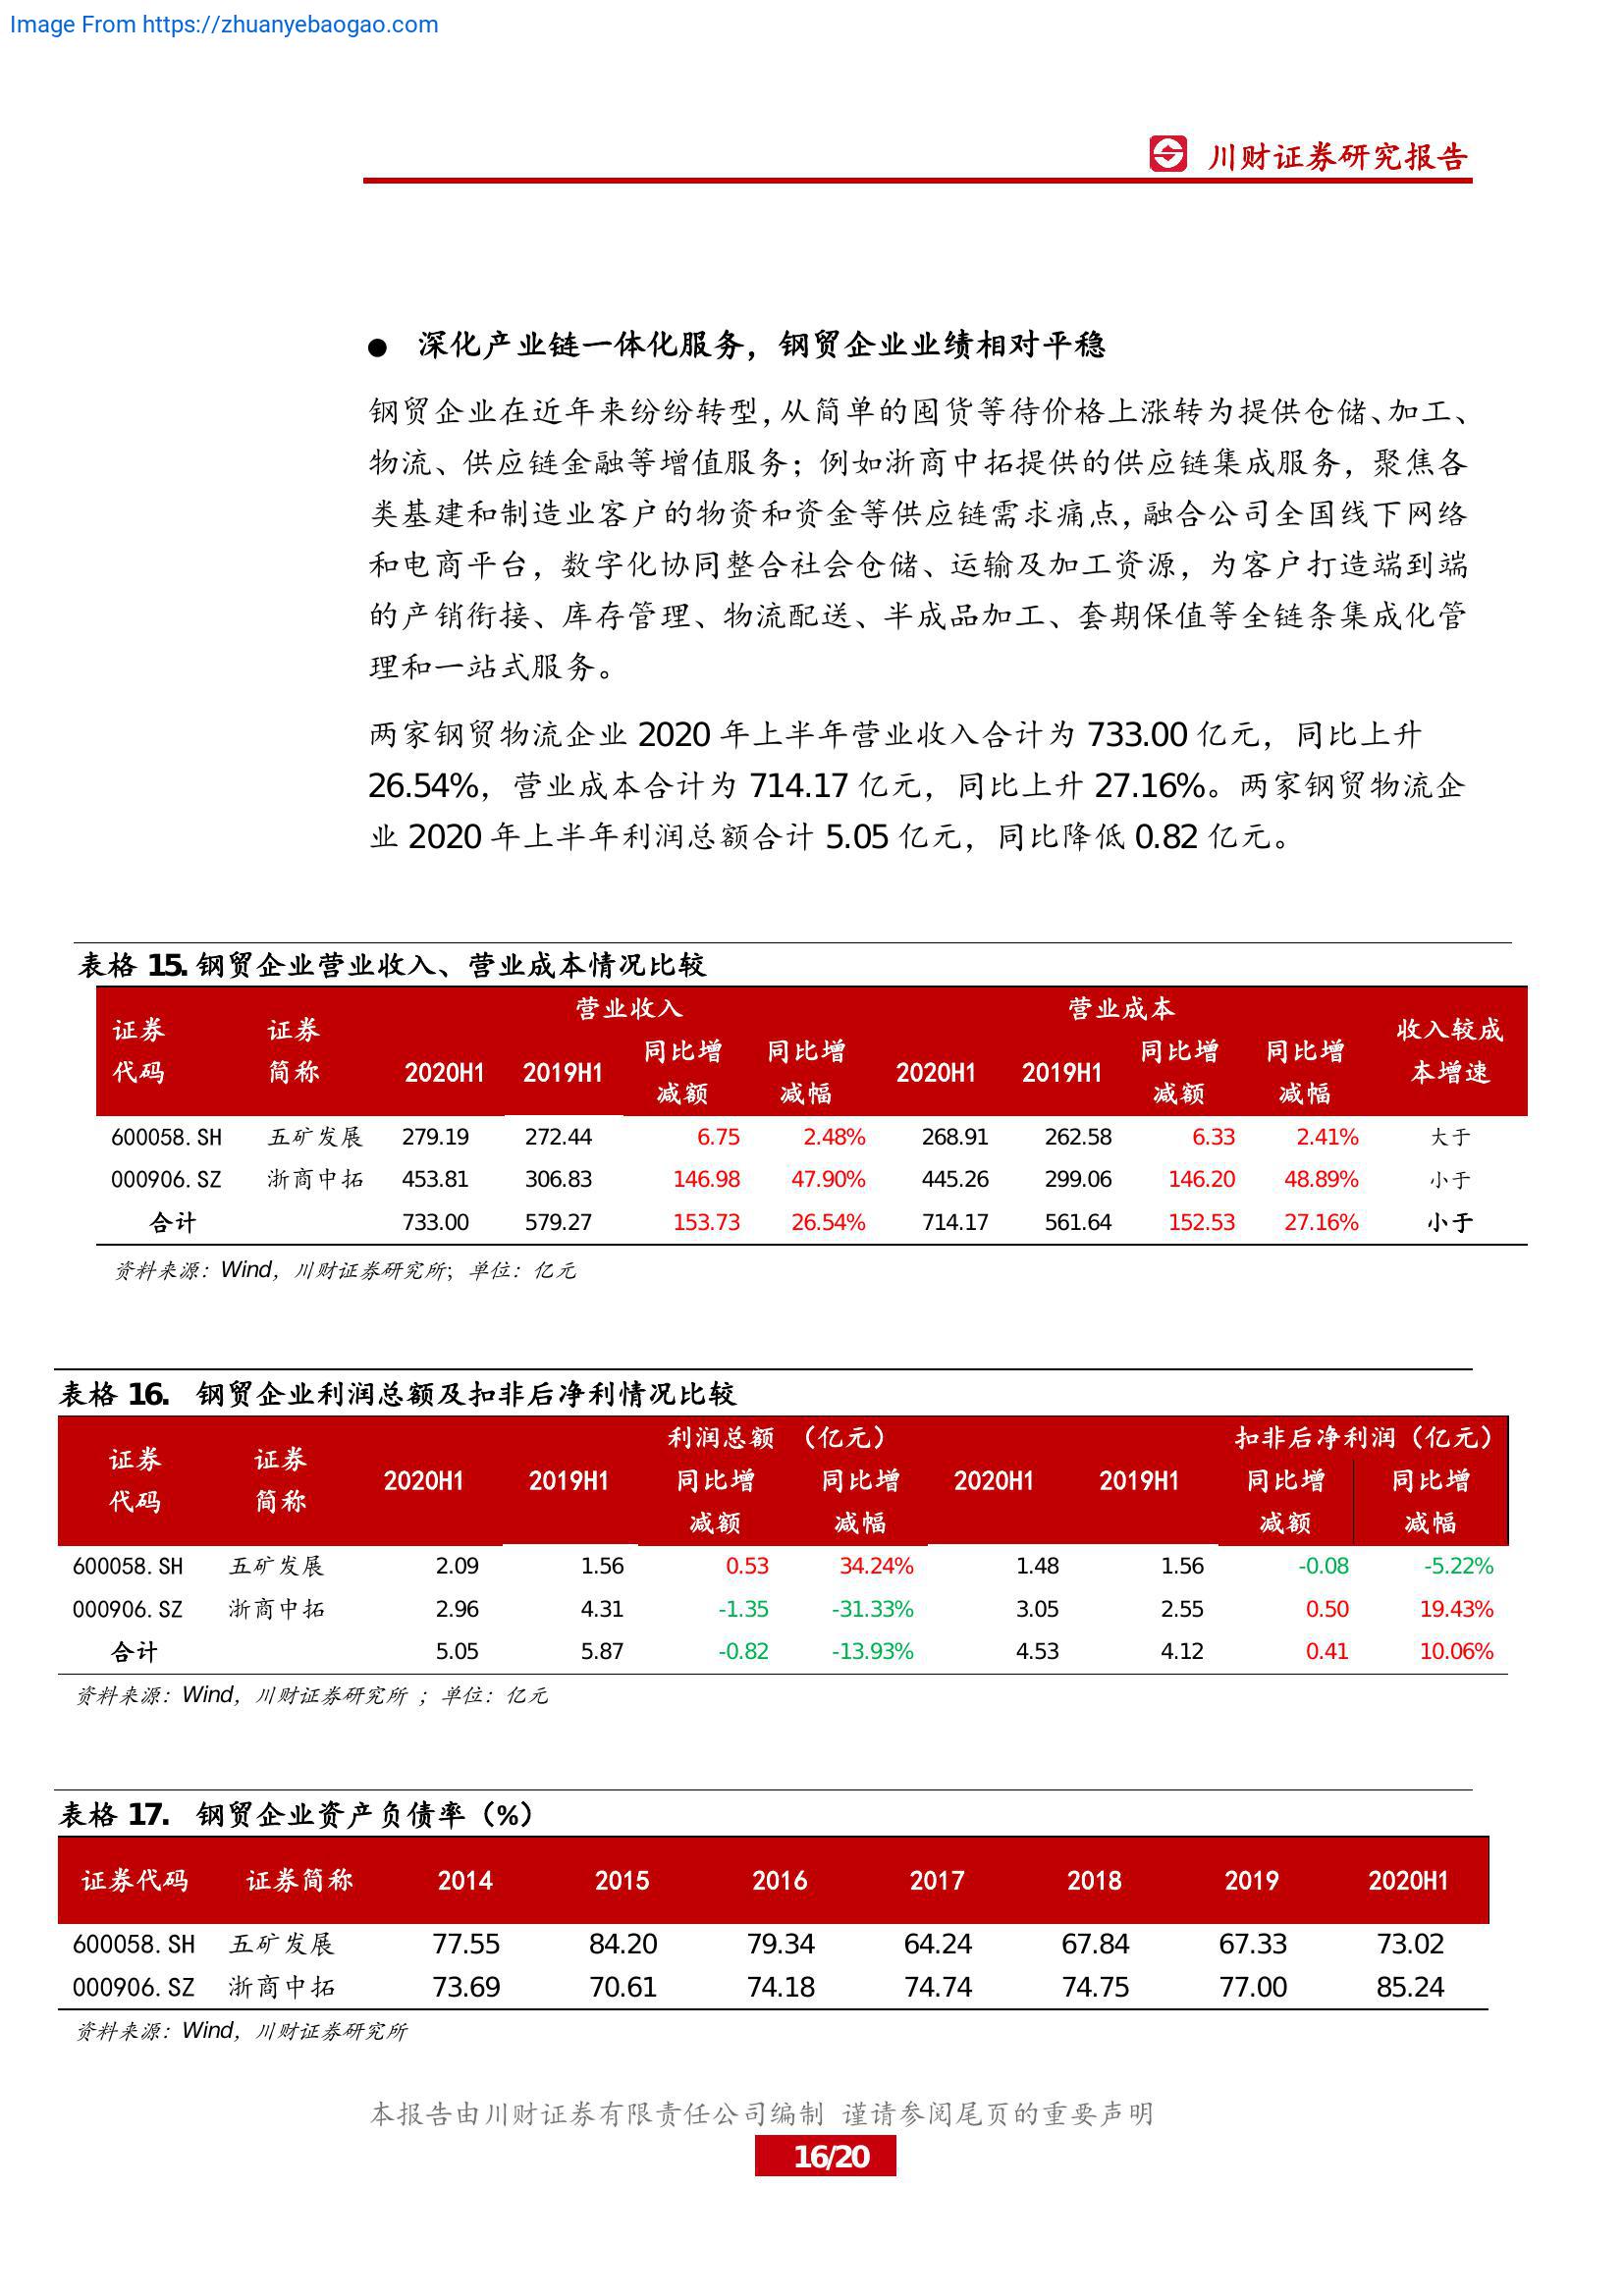 Image From https://zhuanyebaogao.com
川财证券研究报告
● 深化产业链一体化服务，钢贸企业业绩相对平稳
钢贸企业在近年来纷纷转型，从简单的囤货等待价格上涨转为提供仓储、加工、
物流、供应链金融等增值服务；例如浙商中拓提供的供应链集成服务，聚焦各
类基建和制造业客户的物资和资金等供应链需求痛点，融合公司全国线下网络
和电商平台，数字化协同整合社会仓储、运输及加工资源，为客户打造端到端
的产销衔接、库存管理、物流配送、半成品加工、套期保值等全链条集成化管
理和一站式服务。
两家钢贸物流企业 2020 年上半年营业收入合计为 733.00 亿元，同比上升
26.54%，营业成本合计为 714.17 亿元，同比上升 27.16%。两家钢贸物流企
业 2020 年上半年利润总额合计 5.05 亿元，同比降低 0.82 亿元。
表格 15. 钢贸企业营业收入、营业成本情况比较
证券代码 证券简称 营业收入 营业成本 收入较成本增速
2020H1 2019H1 同比增减额 同比增减幅 2020H1 2019H1 同比增减额 同比增减幅
600058.SH 五矿发展 279.19 272.44 6.75 2.48% 268.91 262.58 6.33 2.41% 大于
000906.SZ 浙商中拓 453.81 306.83 146.98 47.90% 445.26 299.06 146.20 48.89% 小于
合计 733.00 579.27 153.73 26.54% 714.17 561.64 152.53 27.16% 小于
资料来源：Wind，川财证券研究所；单位：亿元
表格 16. 钢贸企业利润总额及扣非后净利情况比较
证券代码 证券简称 利润总额 （亿元） 扣非后净利润（亿元）
2020H1 2019H1 同比增减额 同比增减幅 2020H1 2019H1 同比增减额 同比增减幅
600058.SH 五矿发展 2.09 1.56 0.53 34.24% 1.48 1.56 -0.08 -5.22%
000906.SZ 浙商中拓 2.96 4.31 -1.35 -31.33% 3.05 2.55 0.50 19.43%
合计 5.05 5.87 -0.82 -13.93% 4.53 4.12 0.41 10.06%
资料来源：Wind，川财证券研究所 ；单位：亿元
表格 17. 钢贸企业资产负债率（%）
证券代码 证券简称 2014 2015 2016 2017 2018 2019 2020H1
600058.SH 五矿发展 77.55 84.20 79.34 64.24 67.84 67.33 73.02
000906.SZ 浙商中拓 73.69 70.61 74.18 74.74 74.75 77.00 85.24
资料来源：Wind，川财证券研究所
本报告由川财证券有限责任公司编制 谨请参阅尾页的重要声明
16/20